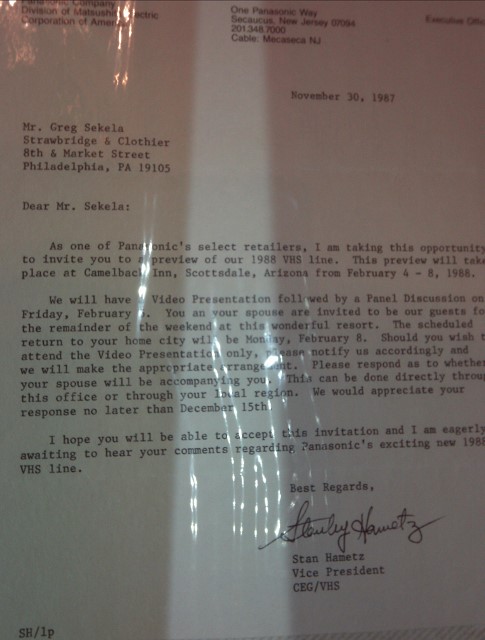 Panasonic Company
Division of Matsushita Electric
Corporation of America
One Panasonic Way
Secaucus, New Jersey 07094
201.348.7000
Cable: Mecaseca NJ
Executive Offic
November 30, 1987
Mr. Greg Sekela
Strawbridge & Clothier
8th & Market Street
Philadelphia, PA 19105
Dear Mr. Sekela:
As one of Panasonic's select retailers, I am taking this opportunity
to invite you to a preview of our 1988 VHS line. This preview will take
place at Camelback Inn, Scottsdale, Arizona from February 4 - 8, 1988.
We will have a Video Presentation followed by a Panel Discussion on
Friday, February 5. You an your spouse are invited to be our guests fo
the remainder of the weekend at this wonderful resort. The scheduled
return to your home city will be Monday, February 8. Should you wish t
attend the Video Presentation only, please notify us accordingly and
we will make the appropriate arrangement. Please respond as to whether
your spouse will be accompanying you. This can be done directly throug
this office or through your local region. We would appreciate your
response no later than December 15th.
I hope you will be able to accept this invitation and I am eagerly
awaiting to hear your comments regarding Panasonic's exciting new 1988
VHS line.
Best Regards,
Stanley Hametz
Stan Hametz
Vice President
CEG/VHS
SH/lp